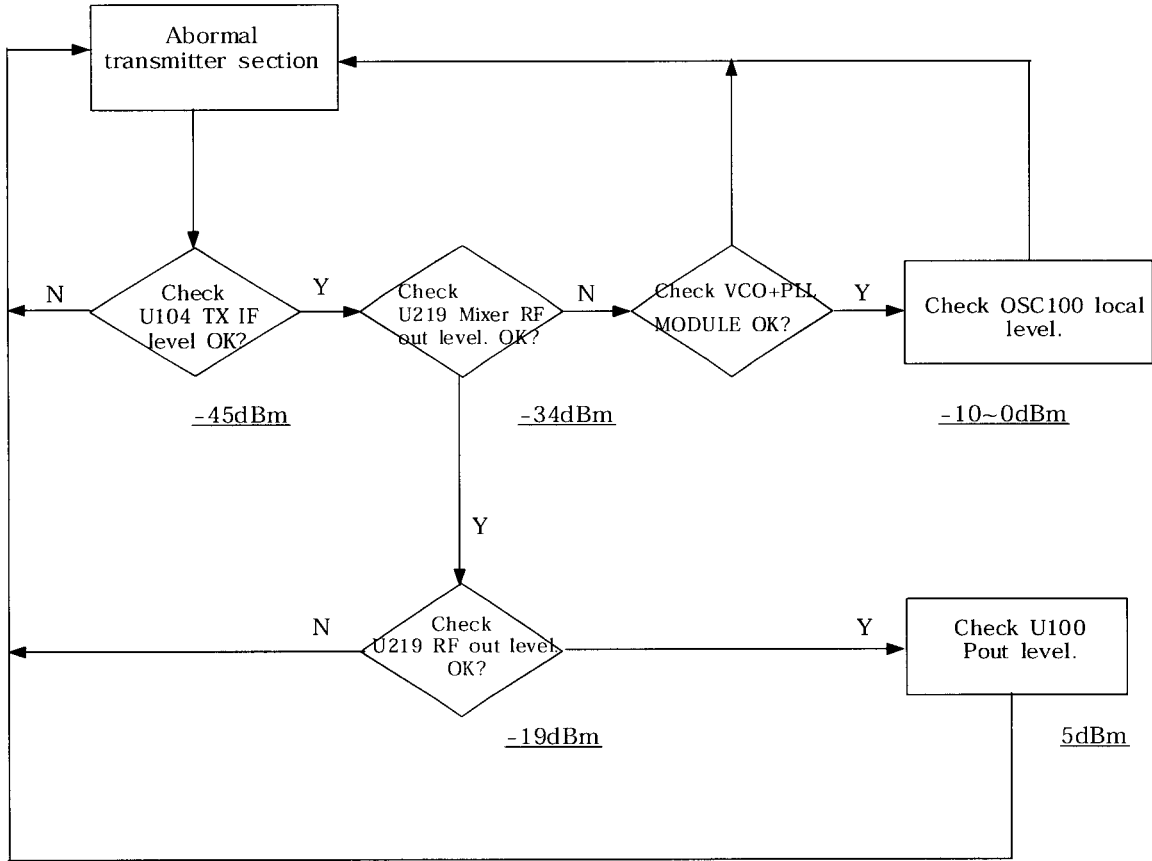 Abormal
transmitter section
N
Check
U104 TX IF
level OK?
Y
Check
U219 Mixer RF
out level. OK?
N
Check VCO+PLL
MODULE OK?
Y
Check OSC100 local
level.
-45dBm
-34dBm
-10~0dBm
Y
N
Check
U219 RF out level.
OK?
Y
Check U100
Pout level.
-19dBm
5dBm